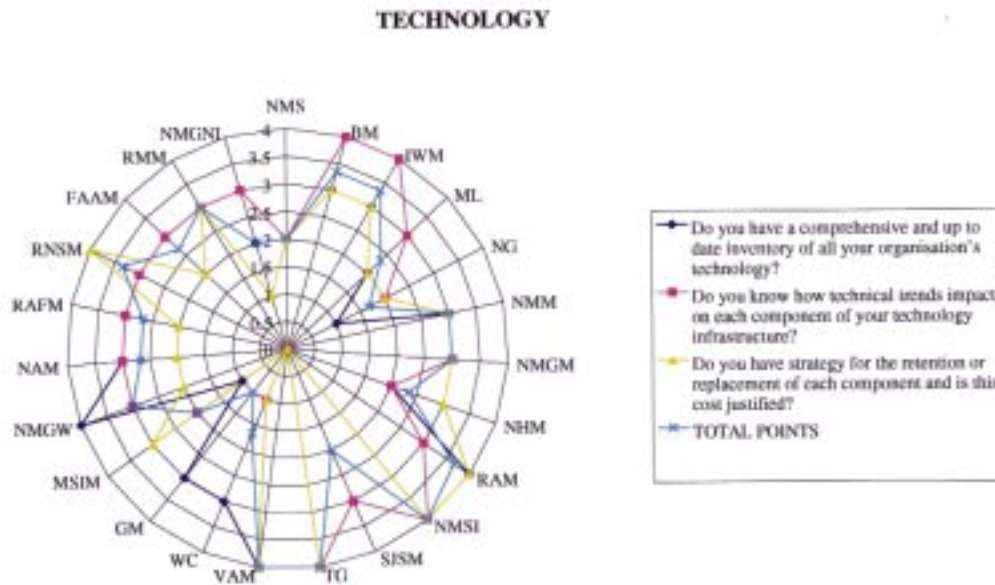 TECHNOLOGY
NMS
BM
IWM
ML
NG
NMM
NMGM
NHM
RAM
NMSI
SJSM
TG
VAM
WC
GM
MSIM
NMGW
NAM
RAFM
RNSM
FAAM
RMM
NMGNI
4
3.5
3
2.5
2
1.5
1
0.5
0
Do you have a comprehensive and up to
date inventory of all your organisation's
technology?
Do you know how technical trends impact
on each component of your technology
infrastructure?
Do you have strategy for the retention or
replacement of each component and is this
cost justified?
TOTAL POINTS